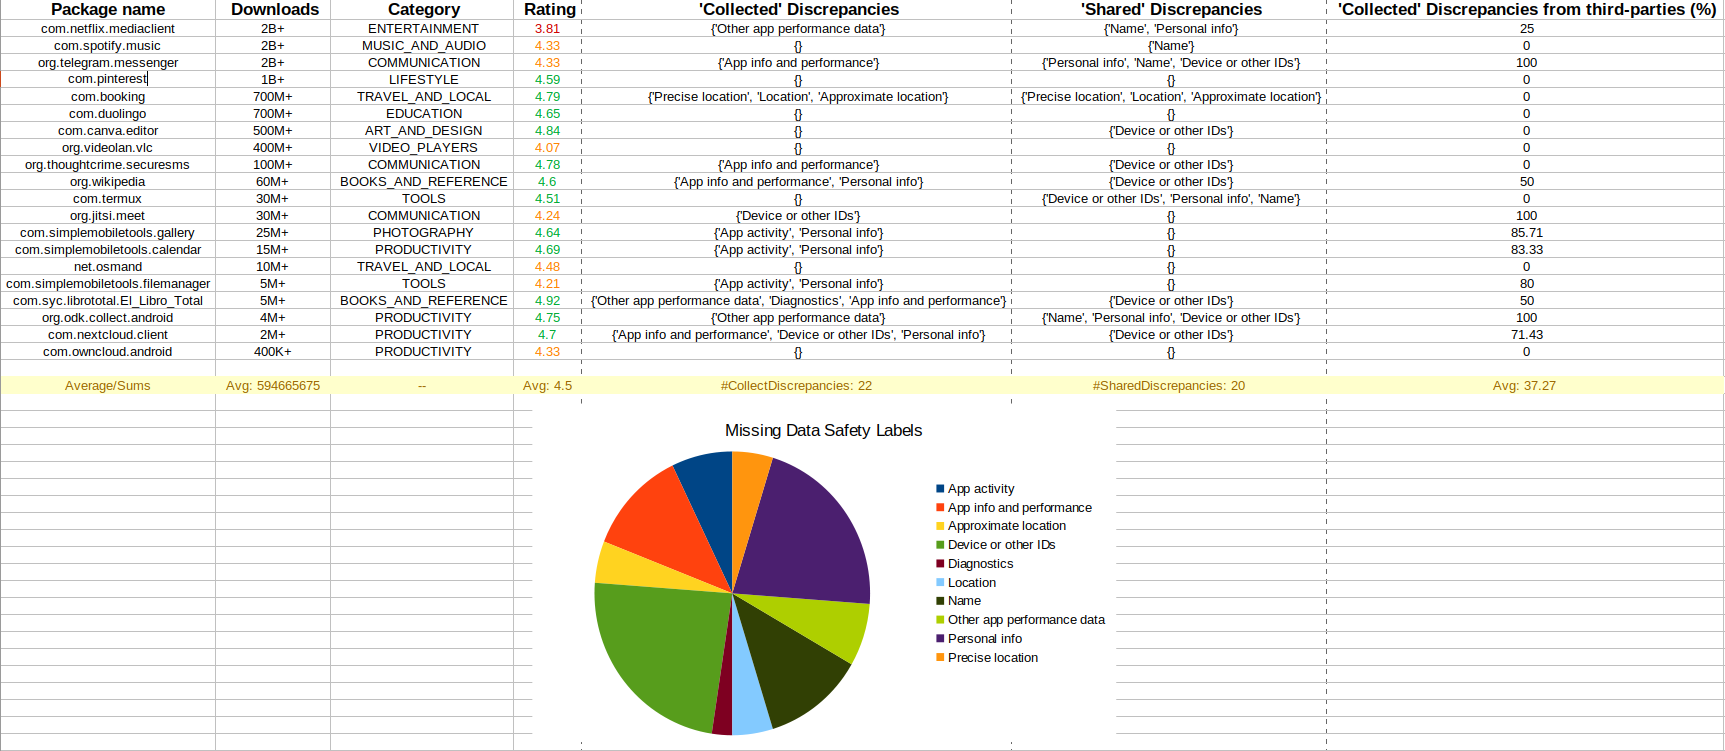 Package name Downloads Category Rating 'Collected' Discrepancies 'Shared' Discrepancies 'Collected' Discrepancies from third-parties (%)
com.netflix.mediaclient 2B+ ENTERTAINMENT 3.81 {'Other app performance data'} {'Name', 'Personal info'} 25
com.spotify.music 2B+ MUSIC_AND_AUDIO 4.33 {} {'Name'} 0
org.telegram.messenger 2B+ COMMUNICATION 4.33 {'App info and performance'} {'Personal info', 'Name', 'Device or other IDs'} 100
com.pinterest 1B+ LIFESTYLE 4.59 {} {} 0
com.booking 700M+ TRAVEL_AND_LOCAL 4.79 {'Precise location', 'Location', 'Approximate location'} {'Precise location', 'Location', 'Approximate location'} 0
com.duolingo 700M+ EDUCATION 4.65 {} {} 0
com.canva.editor 500M+ ART_AND_DESIGN 4.84 {} {'Device or other IDs'} 0
org.videolan.vlc 400M+ VIDEO_PLAYERS 4.07 {} {} 0
org.thoughtcrime.securesms 100M+ COMMUNICATION 4.78 {'App info and performance'} {'Device or other IDs'} 0
org.wikipedia 60M+ BOOKS_AND_REFERENCE 4.6 {'App info and performance', 'Personal info'} {'Device or other IDs'} 50
com.termux 30M+ TOOLS 4.51 {} {'Device or other IDs', 'Personal info', 'Name'} 0
org.jitsi.meet 30M+ COMMUNICATION 4.24 {'Device or other IDs'} {} 100
com.simplemobiletools.gallery 25M+ PHOTOGRAPHY 4.64 {'App activity', 'Personal info'} {} 85.71
com.simplemobiletools.calendar 15M+ PRODUCTIVITY 4.69 {'App activity', 'Personal info'} {} 83.33
net.osmand 10M+ TRAVEL_AND_LOCAL 4.48 {} {} 0
com.simplemobiletools.filemanager 5M+ TOOLS 4.21 {'App activity', 'Personal info'} {} 80
com.syc.librototal.El_Libro_Total 5M+ BOOKS_AND_REFERENCE 4.92 {'Other app performance data', 'Diagnostics', 'App info and performance'} {'Device or other IDs'} 50
org.odk.collect.android 4M+ PRODUCTIVITY 4.75 {'Other app performance data'} {'Name', 'Personal info', 'Device or other IDs'} 100
com.nextcloud.client 2M+ PRODUCTIVITY 4.7 {'App info and performance', 'Device or other IDs', 'Personal info'} {'Device or other IDs'} 71.43
com.owncloud.android 400K+ PRODUCTIVITY 4.33 {} {} 0
Average/Sums Avg: 594665675 -- Avg: 4.5 #CollectDiscrepancies: 22 #SharedDiscrepancies: 20 Avg: 37.27
Missing Data Safety Labels
App activity
App info and performance
Approximate location
Device or other IDs
Diagnostics
Location
Name
Other app performance data
Personal info
Precise location